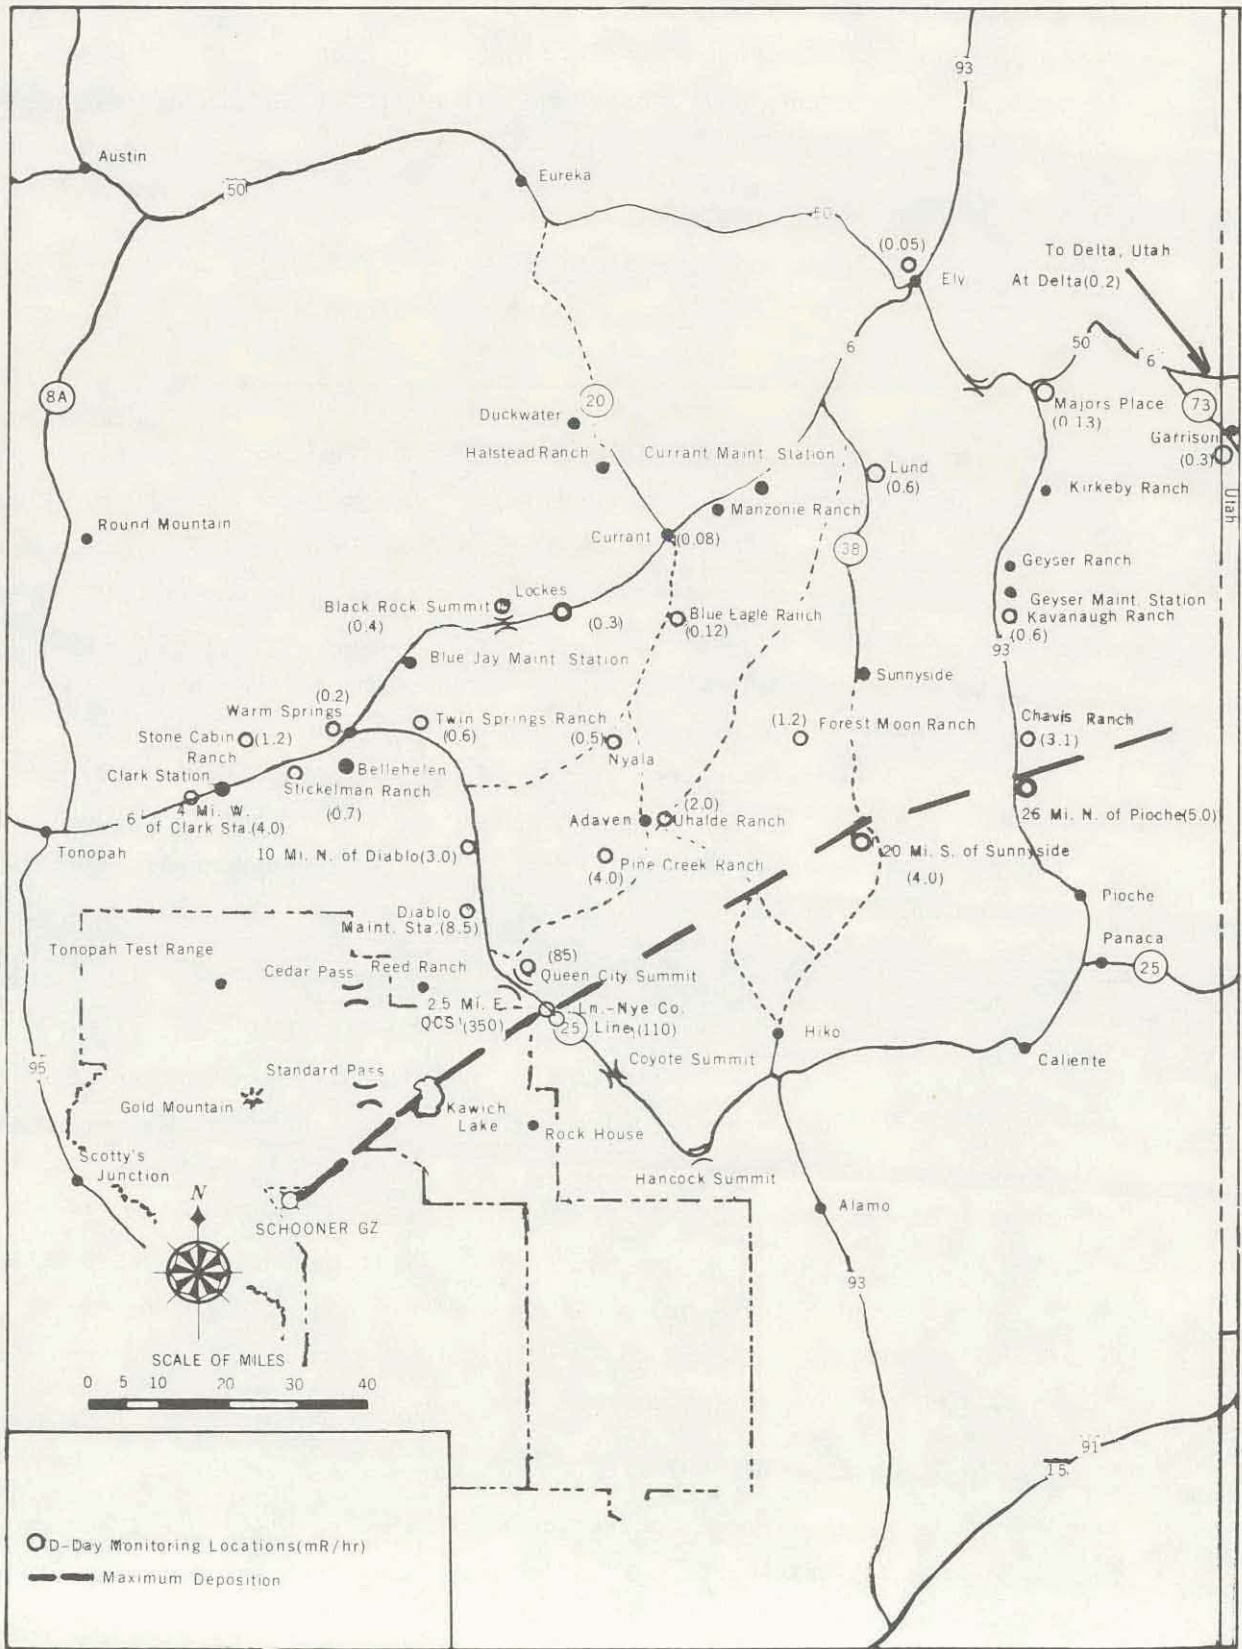 93
Austin
50
Eureka
50
(0.05)
Ely
To Delta, Utah
At Delta(0.2)
6
50
6
8A
20
Duckwater
Majors Place
(0.13)
73
Garrison
(0.3)
Halstead Ranch
Currant Maint. Station
Lund
(0.6)
Kirkeby Ranch
Utah
Manzonie Ranch
Round Mountain
Currant
(0.08)
38
Geyser Ranch
Lockes
Black Rock Summit
(0.4)
(0.3)
Blue Eagle Ranch
(0.12)
Geyser Maint. Station
Kavanaugh Ranch
(0.6)
93
Blue Jay Maint Station
Sunnyside
(0.2)
Warm Springs
Twin Springs Ranch
(0.6)
(0.5)
Nyala
(1.2)
Forest Moon Ranch
Chavis Ranch
(3.1)
Stone Cabin
Ranch
(1.2)
Clark Station
Bellehelen
Stickelman Ranch
(0.7)
6
4 Mi. W.
of Clark Sta.(4.0)
(2.0)
Adaven
Uhalde Ranch
26 Mi. N. of Pioche(5.0)
Tonopah
10 Mi. N. of Diablo(3.0)
Pine Creek Ranch
(4.0)
20 Mi. S. of Sunnyside
(4.0)
Pioche
Diablo
Maint. Sta.(8.5)
Panaca
25
Tonopah Test Range
Cedar Pass
Reed Ranch
(85)
Queen City Summit
2.5 Mi. E
QCS (350)
Ln.-Nye Co.
Line (110)
25
Hiko
Coyote Summit
Caliente
95
Standard Pass
Gold Mountain
Kawich
Lake
Rock House
Scotty's
Junction
Hancock Summit
N
SCHOONER GZ
Alamo
93
SCALE OF MILES
0 5 10 20 30 40
91
15
D-Day Monitoring Locations(mR/hr)
Maximum Deposition